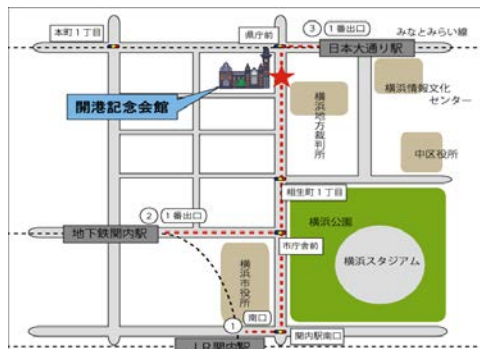 本町1丁目
県庁前
③ 1番出口
みなとみらい線
日本大通り駅
開港記念会館
横浜地方裁判所
横浜情報文化
センター
中区役所
相生町1丁目
② 1番出口
地下鉄関内駅
市庁舎前
横浜公園
横浜スタジアム
横浜市役所
① 南口
関内駅南口
JR関内駅